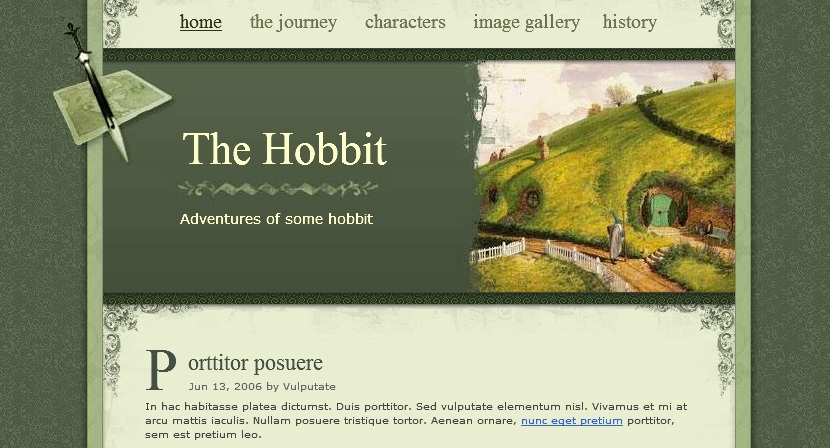 home the journey characters image gallery history
The Hobbit
Adventures of some hobbit
Porttitor posuere
Jun 13, 2006 by Vulputate
In hac habitasse platea dictumst. Duis porttitor. Sed vulputate elementum nisl. Vivamus et mi at
arcu mattis iaculis. Nullam posuere tristique tortor. Aenean ornare, nunc eget pretium porttitor,
sem est pretium leo.